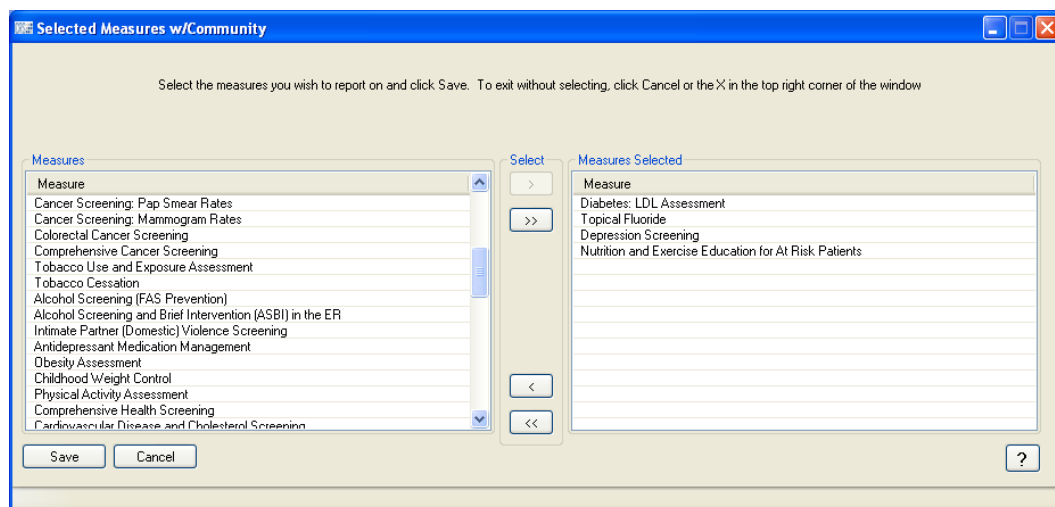 Selected Measures w/Community
Select the measures you wish to report on and click Save. To exit without selecting, click Cancel or the X in the top right corner of the window
Measures
Measure
Cancer Screening: Pap Smear Rates
Cancer Screening: Mammogram Rates
Colorectal Cancer Screening
Comprehensive Cancer Screening
Tobacco Use and Exposure Assessment
Tobacco Cessation
Alcohol Screening (FAS Prevention)
Alcohol Screening and Brief Intervention (ASBI) in the ER
Intimate Partner (Domestic) Violence Screening
Antidepressant Medication Management
Obesity Assessment
Childhood Weight Control
Physical Activity Assessment
Comprehensive Health Screening
Cardiovascular Disease and Cholesterol Screening
Select
>
>>
<
<<
Measures Selected
Measure
Diabetes: LDL Assessment
Topical Fluoride
Depression Screening
Nutrition and Exercise Education for At Risk Patients
Save
Cancel
?